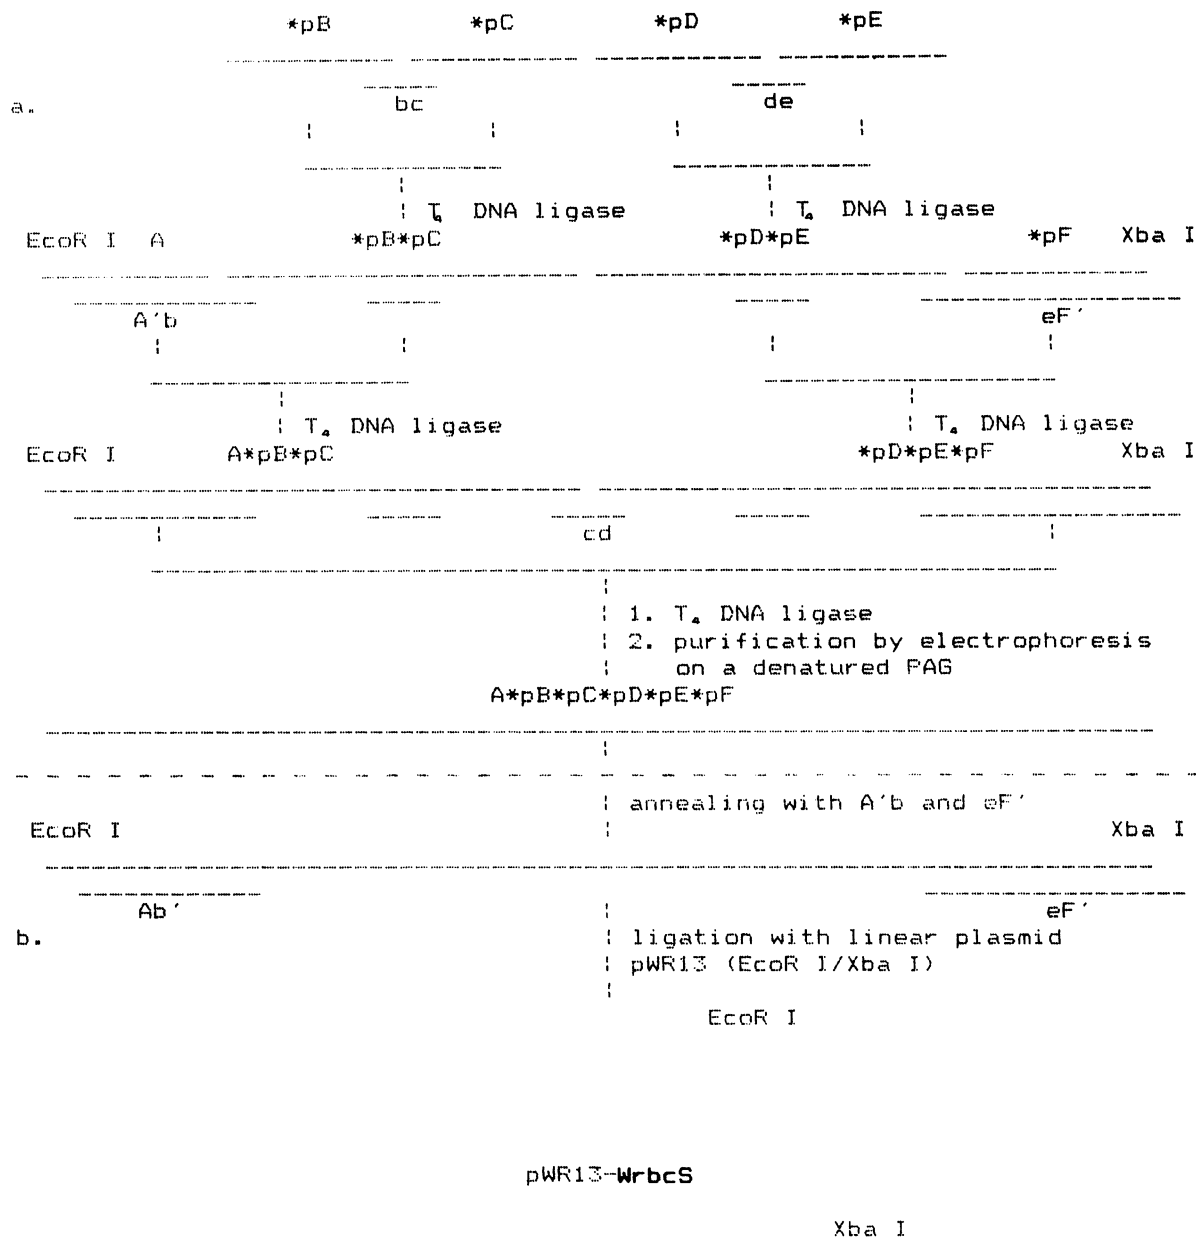 *pB *pC *pD *pE
a.
bc de
T₄ DNA ligase T₄ DNA ligase
EcoR I A *pB*pC *pD*pE *pF Xba I
A'b eF'
T₄ DNA ligase T₄ DNA ligase
EcoR I A*pB*pC *pD*pE*pF Xba I
cd
1. T₄ DNA ligase
2. purification by electrophoresis
on a denatured PAG
A*pB*pC*pD*pE*pF
annealing with A'b and eF'
EcoR I Xba I
Ab' eF'
b.
ligation with linear plasmid
pWR13 (EcoR I/Xba I)
EcoR I
pWR13-WrbcS
Xba I